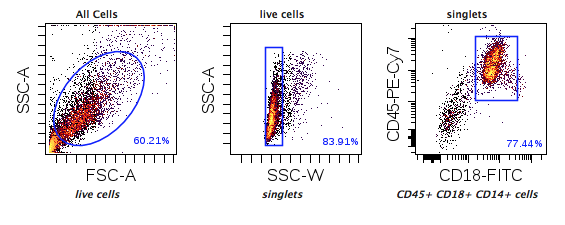 All Cells
SSC-A
60.21%
FSC-A
live cells
live cells
SSC-A
83.91%
SSC-W
singlets
singlets
CD45-PE-Cy7
77.44%
CD18-FITC
CD45+ CD18+ CD14+ cells